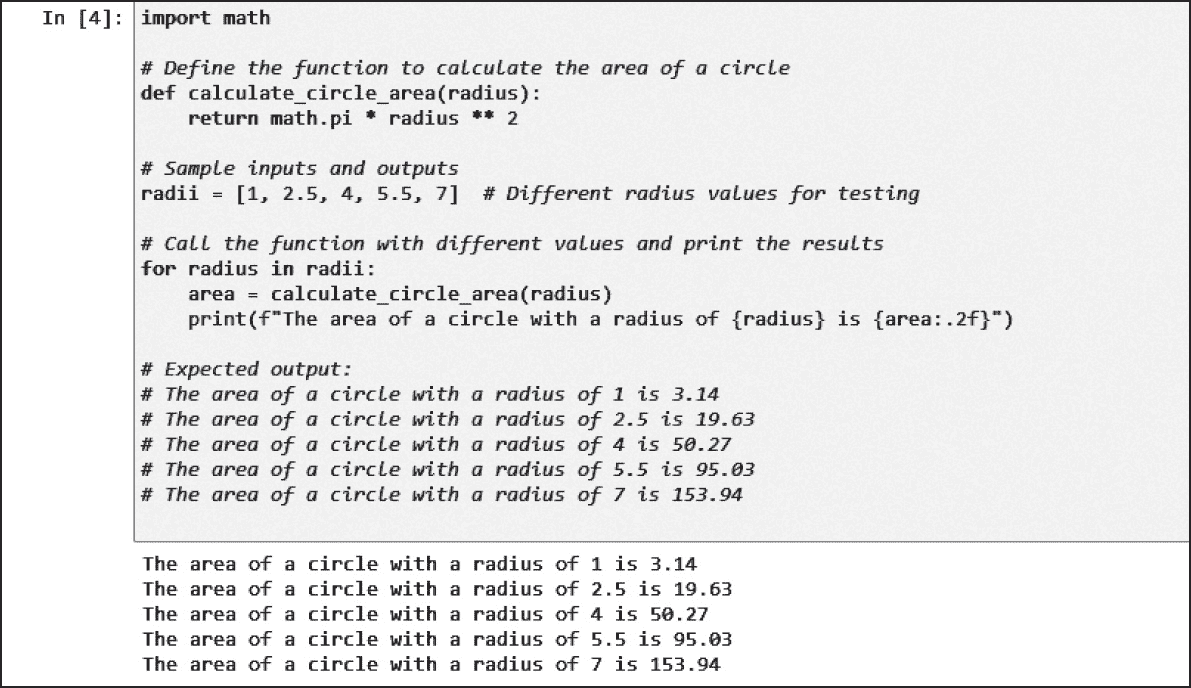 In [4]: import math
# Define the function to calculate the area of a circle
def calculate_circle_area(radius):
    return math.pi * radius ** 2
# Sample inputs and outputs
radii = [1, 2.5, 4, 5.5, 7]  # Different radius values for testing
# Call the function with different values and print the results
for radius in radii:
    area = calculate_circle_area(radius)
    print(f"The area of a circle with a radius of {radius} is {area:.2f}")
# Expected output:
# The area of a circle with a radius of 1 is 3.14
# The area of a circle with a radius of 2.5 is 19.63
# The area of a circle with a radius of 4 is 50.27
# The area of a circle with a radius of 5.5 is 95.03
# The area of a circle with a radius of 7 is 153.94
The area of a circle with a radius of 1 is 3.14
The area of a circle with a radius of 2.5 is 19.63
The area of a circle with a radius of 4 is 50.27
The area of a circle with a radius of 5.5 is 95.03
The area of a circle with a radius of 7 is 153.94